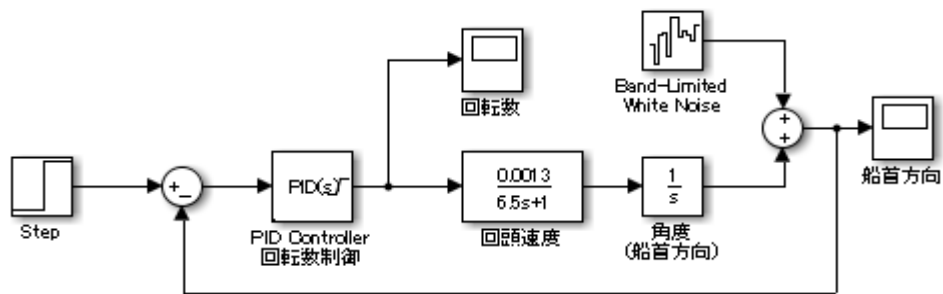 Step
+
−
PID(s)
PID Controller
回転数制御
回転数
0.0013
6.5s+1
回頭速度
1
s
角度
(船首方向)
Band-Limited
White Noise
+
+
船首方向